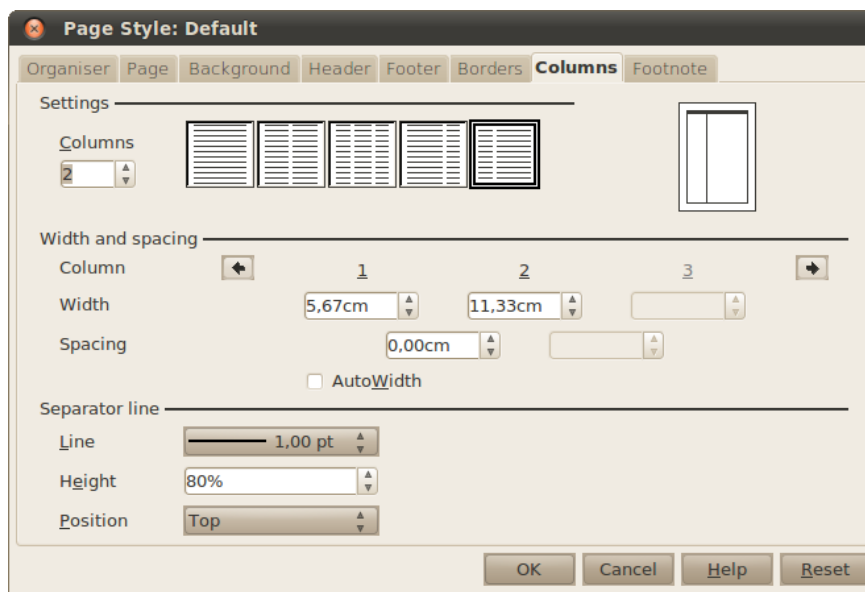 Page Style: Default
Organiser Page Background Header Footer Borders Columns Footnote
Settings
Columns
2
Width and spacing
Column 1 2 3
Width 5,67cm 11,33cm
Spacing 0,00cm
AutoWidth
Separator line
Line 1,00 pt
Height 80%
Position Top
OK Cancel Help Reset